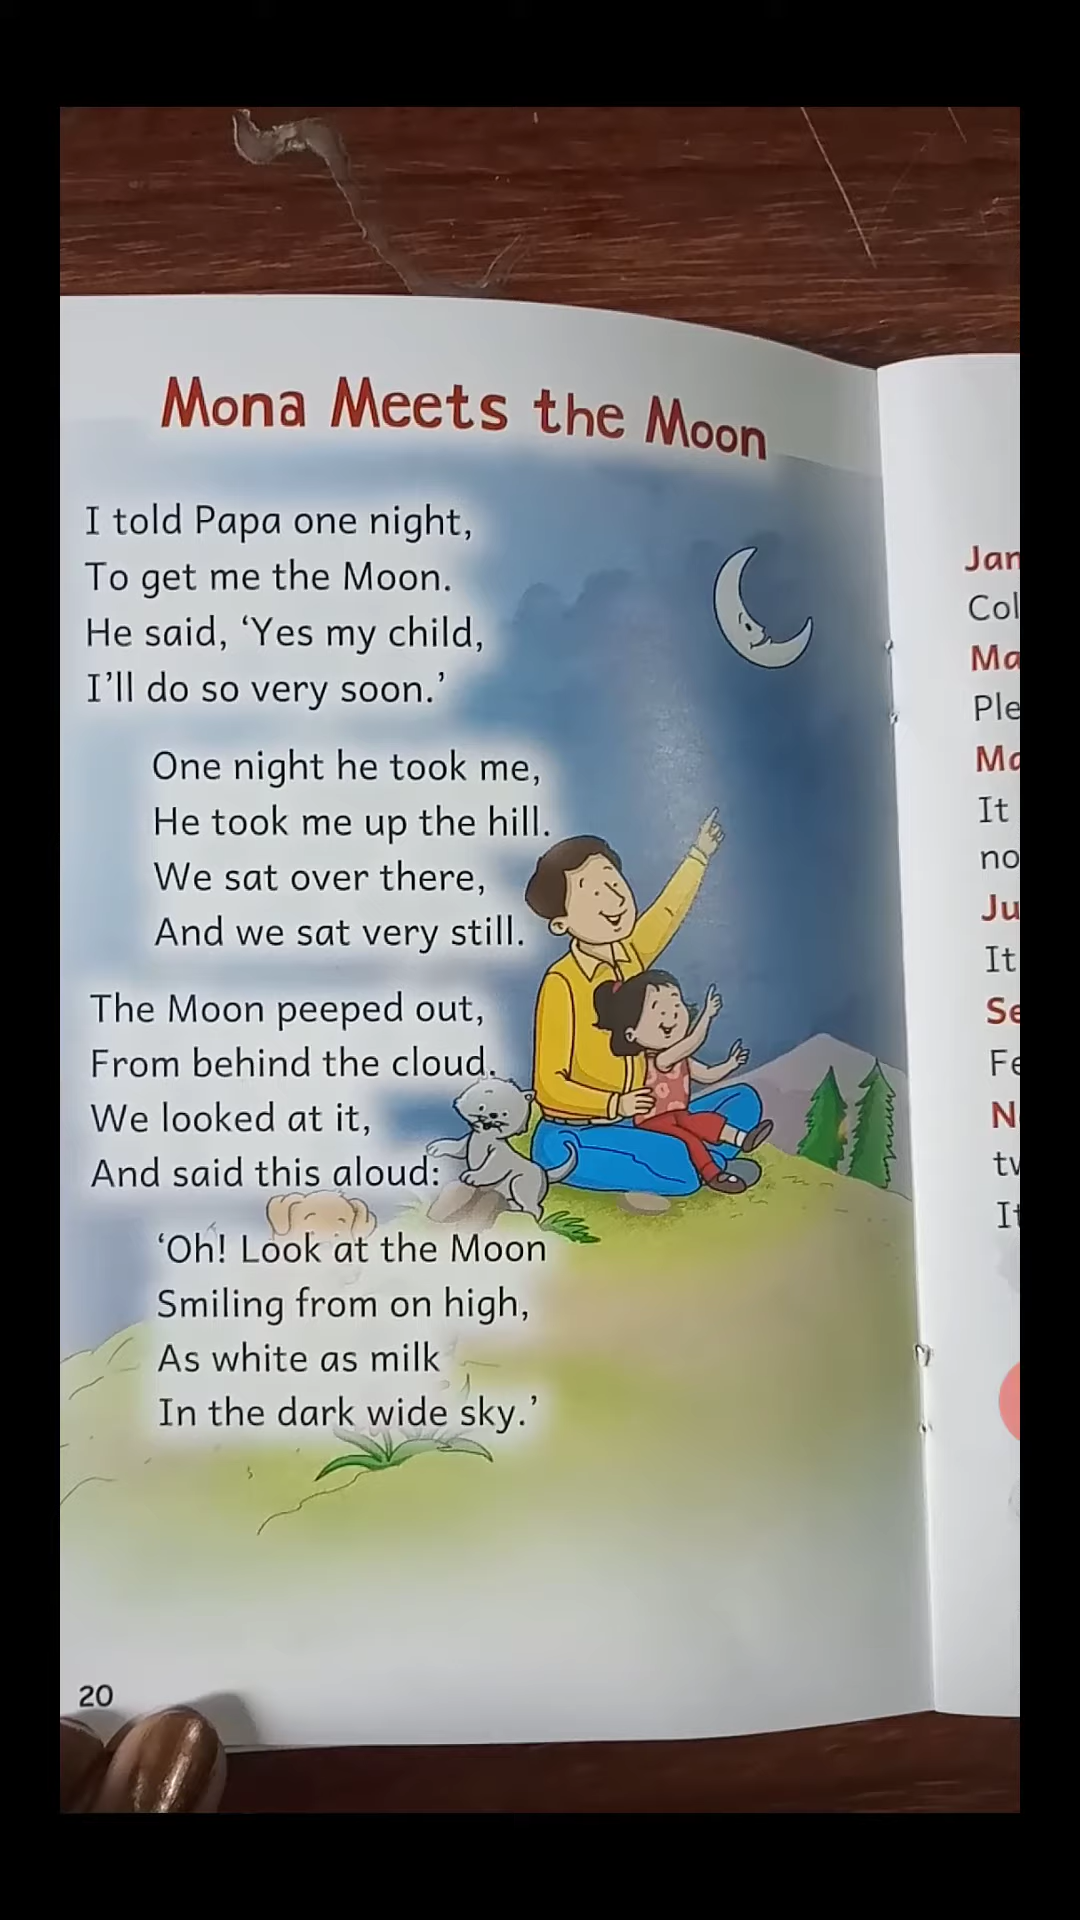 Mona Meets the Moon
I told Papa one night,
To get me the Moon.
He said, ‘Yes my child,
I’ll do so very soon.’
One night he took me,
He took me up the hill.
We sat over there,
And we sat very still.
The Moon peeped out,
From behind the cloud.
We looked at it,
And said this aloud:
‘Oh! Look at the Moon
Smiling from on high,
As white as milk
In the dark wide sky.’
20